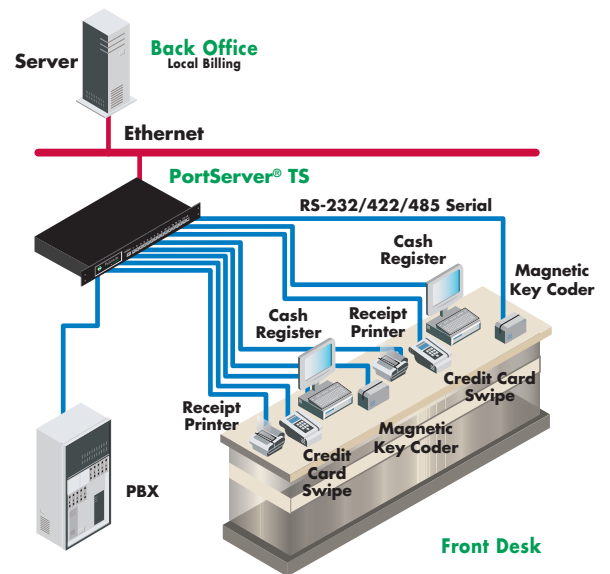 Back Office
Server
Local Billing
Ethernet
PortServer® TS
RS-232/422/485 Serial
Cash
Register
Magnetic
Key Coder
Cash
Register
Receipt
Printer
Credit Card
Swipe
Receipt
Printer
Magnetic
Key Coder
Credit
Card
Swipe
PBX
Front Desk